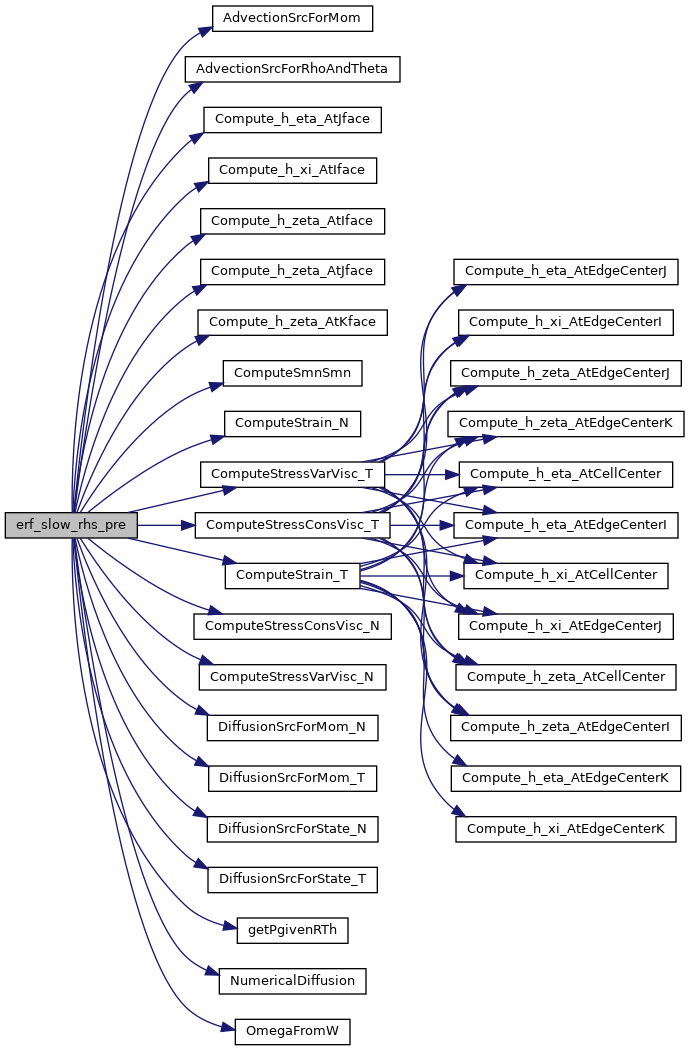 erf_slow_rhs_pre
AdvectionSrcForMom
AdvectionSrcForRhoAndTheta
Compute_h_eta_AtJface
Compute_h_xi_AtIface
Compute_h_zeta_AtIface
Compute_h_zeta_AtJface
Compute_h_zeta_AtKface
ComputeSmnSmn
ComputeStrain_N
ComputeStressVarVisc_T
ComputeStressConsVisc_T
ComputeStrain_T
ComputeStressConsVisc_N
ComputeStressVarVisc_N
DiffusionSrcForMom_N
DiffusionSrcForMom_T
DiffusionSrcForState_N
DiffusionSrcForState_T
getPgivenRTh
NumericalDiffusion
OmegaFromW
Compute_h_eta_AtEdgeCenterJ
Compute_h_xi_AtEdgeCenterI
Compute_h_zeta_AtEdgeCenterJ
Compute_h_zeta_AtEdgeCenterK
Compute_h_eta_AtCellCenter
Compute_h_eta_AtEdgeCenterI
Compute_h_xi_AtCellCenter
Compute_h_xi_AtEdgeCenterJ
Compute_h_zeta_AtCellCenter
Compute_h_zeta_AtEdgeCenterI
Compute_h_eta_AtEdgeCenterK
Compute_h_xi_AtEdgeCenterK